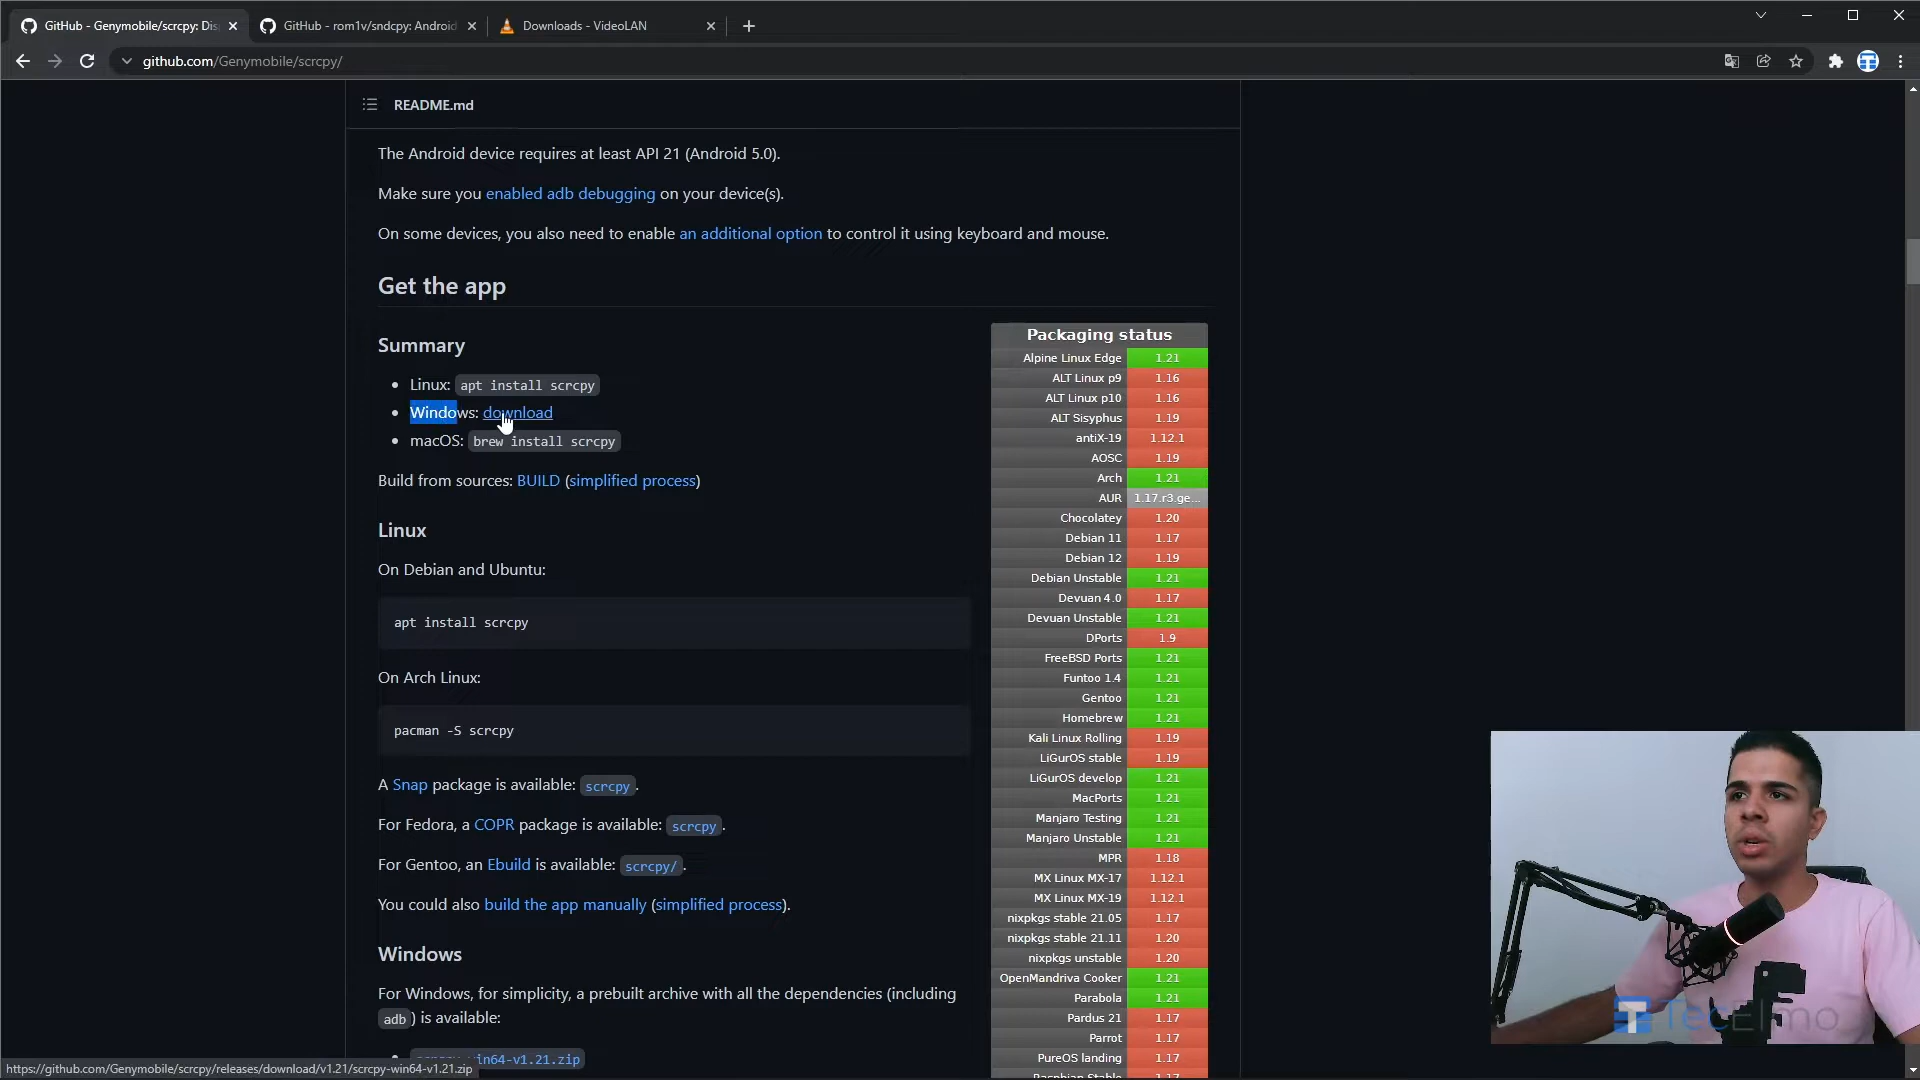 GitHub - Genymobile/scrcpy: Dis
GitHub - rom1v/sndcpy: Android
Downloads - VideoLAN
github.com/Genymobile/scrcpy/
README.md
The Android device requires at least API 21 (Android 5.0).
Make sure you enabled adb debugging on your device(s).
On some devices, you also need to enable an additional option to control it using keyboard and mouse.
Get the app
Summary
• Linux: apt install scrcpy
• Windows: download
• macOS: brew install scrcpy
Build from sources: BUILD (simplified process)
Linux
On Debian and Ubuntu:
apt install scrcpy
On Arch Linux:
pacman -S scrcpy
A Snap package is available: scrcpy.
For Fedora, a COPR package is available: scrcpy.
For Gentoo, an Ebuild is available: scrcpy/.
You could also build the app manually (simplified process).
Windows
For Windows, for simplicity, a prebuilt archive with all the dependencies (including
adb) is available:
• scrcpy-win64-v1.21.zip
https://github.com/Genymobile/scrcpy/releases/download/v1.21/scrcpy-win64-v1.21.zip
Packaging status
Alpine Linux Edge 1.21
ALT Linux p9 1.16
ALT Linux p10 1.16
ALT Sisyphus 1.19
antiX-19 1.12.1
AOSC 1.19
Arch 1.21
AUR 1.17.r3.ge...
Chocolatey 1.20
Debian 11 1.17
Debian 12 1.19
Debian Unstable 1.21
Devuan 4.0 1.17
Devuan Unstable 1.21
DPorts 1.9
FreeBSD Ports 1.21
Funtoo 1.4 1.21
Gentoo 1.21
Homebrew 1.21
Kali Linux Rolling 1.19
LiGurOS stable 1.19
LiGurOS develop 1.21
MacPorts 1.21
Manjaro Testing 1.21
Manjaro Unstable 1.21
MPR 1.18
MX Linux MX-17 1.12.1
MX Linux MX-19 1.12.1
nixpkgs stable 21.05 1.17
nixpkgs stable 21.11 1.20
nixpkgs unstable 1.20
OpenMandriva Cooker 1.21
Parabola 1.21
Pardus 21 1.17
Parrot 1.17
PureOS landing 1.17
Raspbian Stable 1.17
TecElmo